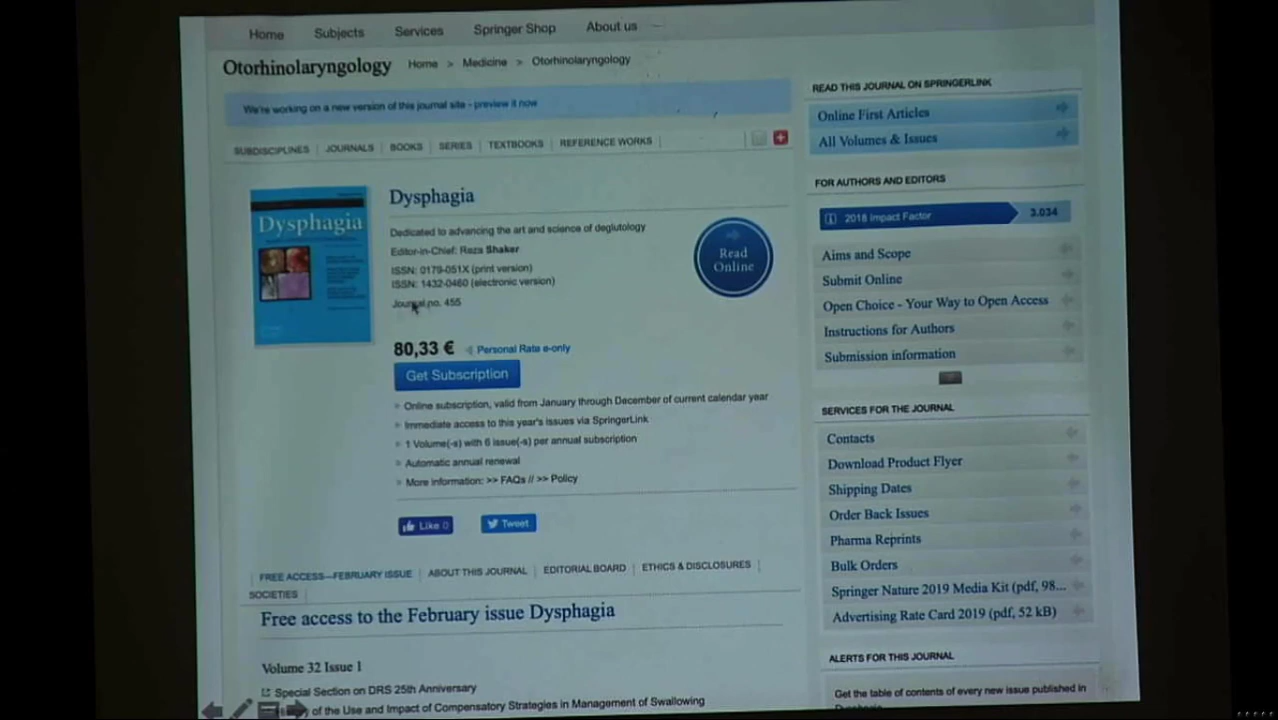 Home Subjects Services Springer Shop About us
Otorhinolaryngology Home > Medicine > Otorhinolaryngology
We're working on a new version of this journal site - preview it now
SUBDISCIPLINES | JOURNALS | BOOKS | SERIES | TEXTBOOKS | REFERENCE WORKS |
Dysphagia
Dysphagia
Dedicated to advancing the art and science of deglutology
Editor-in-Chief: Reza Shaker
ISSN: 0179-051X (print version)
ISSN: 1432-0460 (electronic version)
Journal no. 455
Read
Online
80,33 € Personal Rate e-only
Get Subscription
» Online subscription, valid from January through December of current calendar year
» Immediate access to this year's issues via SpringerLink
» 1 Volume(-s) with 6 issue(-s) per annual subscription
» Automatic annual renewal
» More information: >> FAQs // >> Policy
Like 0
Tweet
| FREE ACCESS—FEBRUARY ISSUE | ABOUT THIS JOURNAL | EDITORIAL BOARD | ETHICS & DISCLOSURES |
SOCIETIES
Free access to the February issue Dysphagia
Volume 32 Issue 1
Special Section on DRS 25th Anniversary
of the Use and Impact of Compensatory Strategies in Management of Swallowing
READ THIS JOURNAL ON SPRINGERLINK
Online First Articles
All Volumes & Issues
FOR AUTHORS AND EDITORS
2018 Impact Factor 3.034
Aims and Scope
Submit Online
Open Choice - Your Way to Open Access
Instructions for Authors
Submission information
SERVICES FOR THE JOURNAL
Contacts
Download Product Flyer
Shipping Dates
Order Back Issues
Pharma Reprints
Bulk Orders
Springer Nature 2019 Media Kit (pdf, 98...
Advertising Rate Card 2019 (pdf, 52 kB)
ALERTS FOR THIS JOURNAL
Get the table of contents of every new issue published in